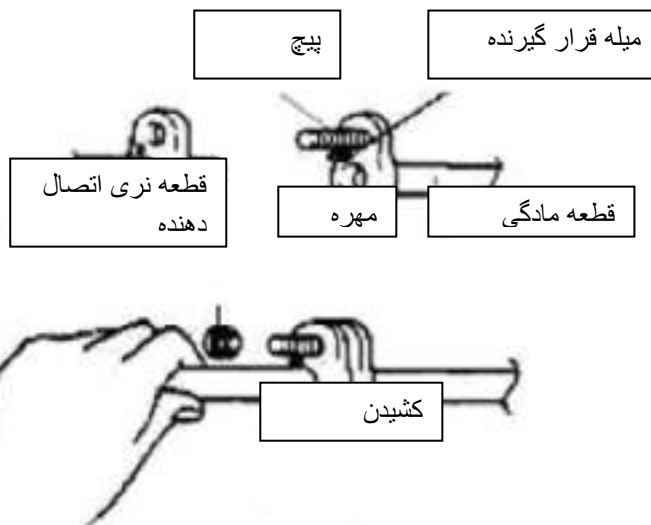 میله قرار گیرنده
پیچ
قطعه نری اتصال
دهنده
مهره
قطعه مادگی
کشیدن